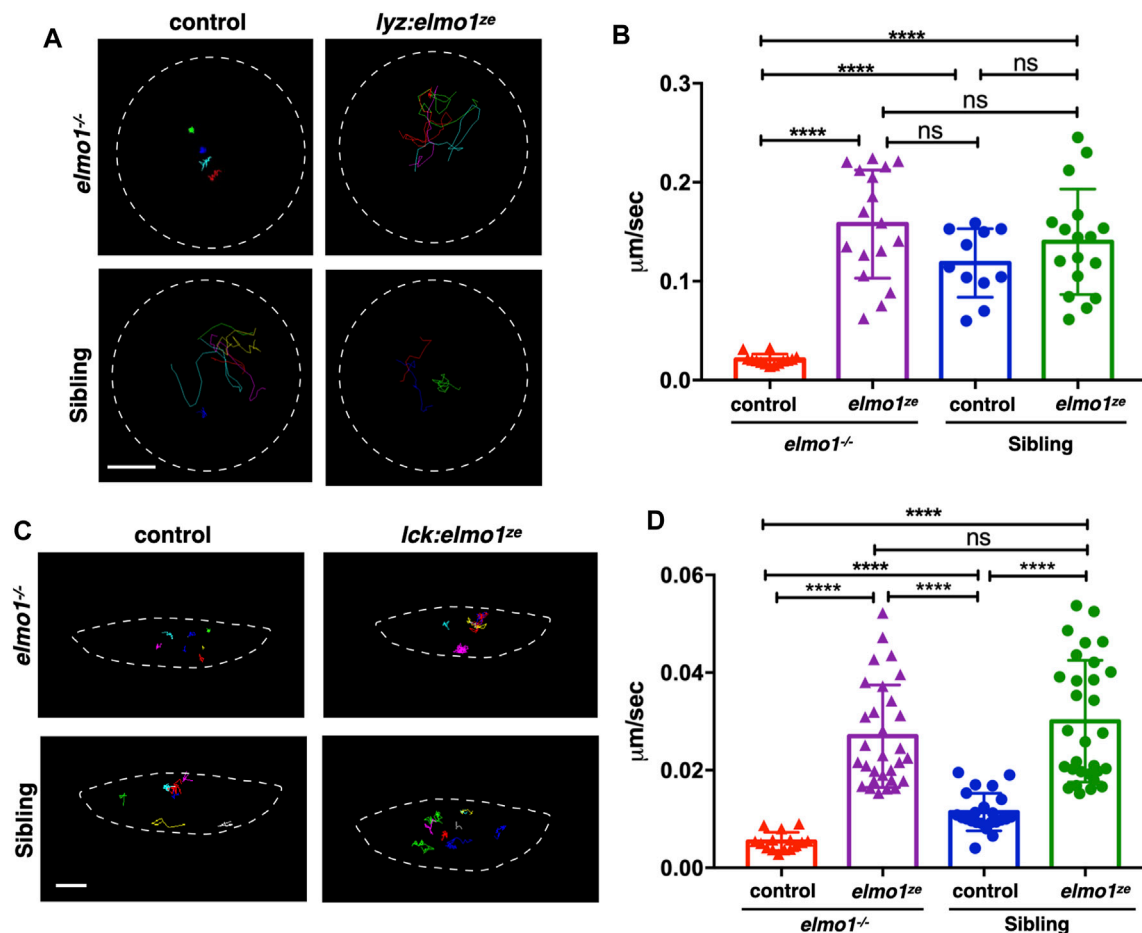 A
control
lyz:elmo1ze
elmo1-/-
Sibling
B
****
****
ns
ns
****
ns
μm/sec
0.3
0.2
0.1
0.0
control
elmo1ze
control
elmo1ze
elmo1-/-
Sibling
C
control
lck:elmo1ze
elmo1-/-
Sibling
D
****
ns
****
****
****
****
μm/sec
0.06
0.04
0.02
0.00
control
elmo1ze
control
elmo1ze
elmo1-/-
Sibling